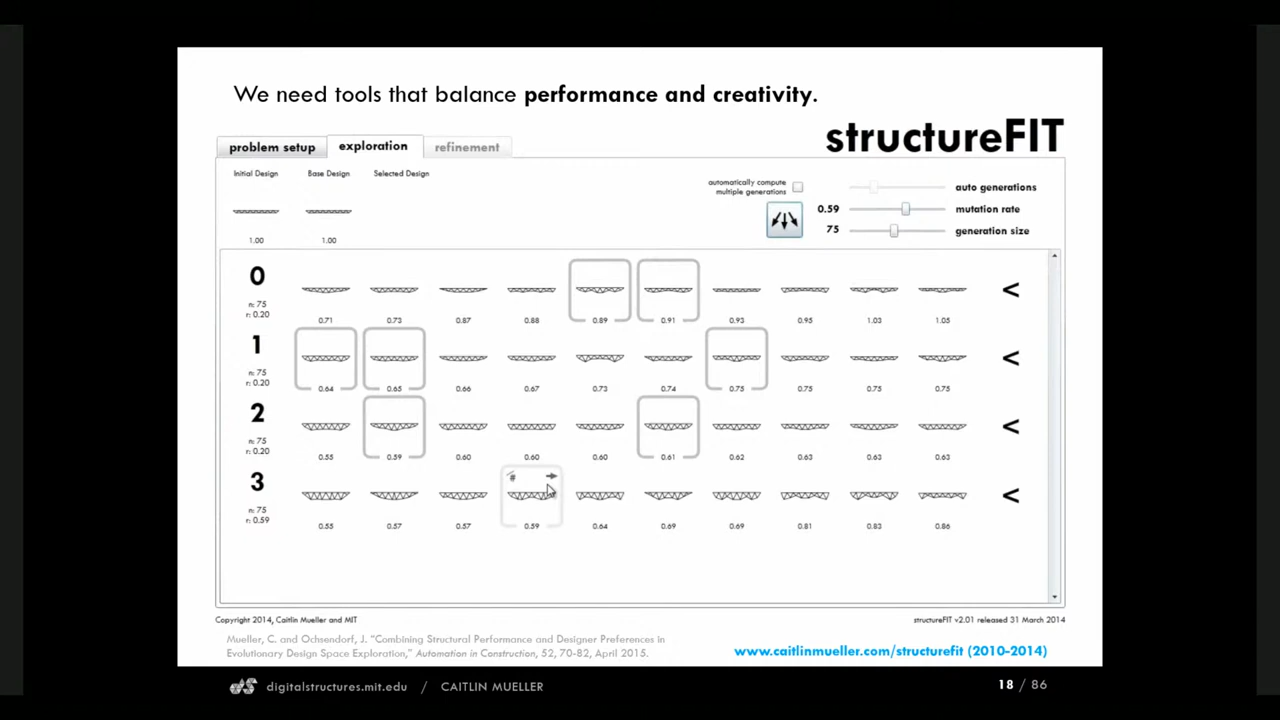 We need tools that balance performance and creativity.
structureFIT
problem setup exploration refinement
Initial Design Base Design Selected Design
automatically compute
multiple generations
auto generations
0.59 mutation rate
75 generation size
1.00 1.00
0
n: 75
r: 0.20
0.71 0.73 0.87 0.88 0.89 0.91 0.93 0.95 1.03 1.05
<
1
n: 75
r: 0.20
0.64 0.65 0.66 0.67 0.73 0.74 0.75 0.75 0.75 0.75
<
2
n: 75
r: 0.20
0.55 0.59 0.60 0.60 0.60 0.61 0.62 0.63 0.63 0.63
<
3
n: 75
r: 0.59
#
0.55 0.57 0.57 0.59 0.64 0.69 0.69 0.81 0.83 0.86
<
Copyright 2014, Caitlin Mueller and MIT
structureFIT v2.01 released 31 March 2014
Mueller, C. and Ochsendorf, J. “Combining Structural Performance and Designer Preferences in
Evolutionary Design Space Exploration,” Automation in Construction, 52, 70-82, April 2015.
www.caitlinmueller.com/structurefit (2010-2014)
digitalstructures.mit.edu / CAITLIN MUELLER
18 / 86